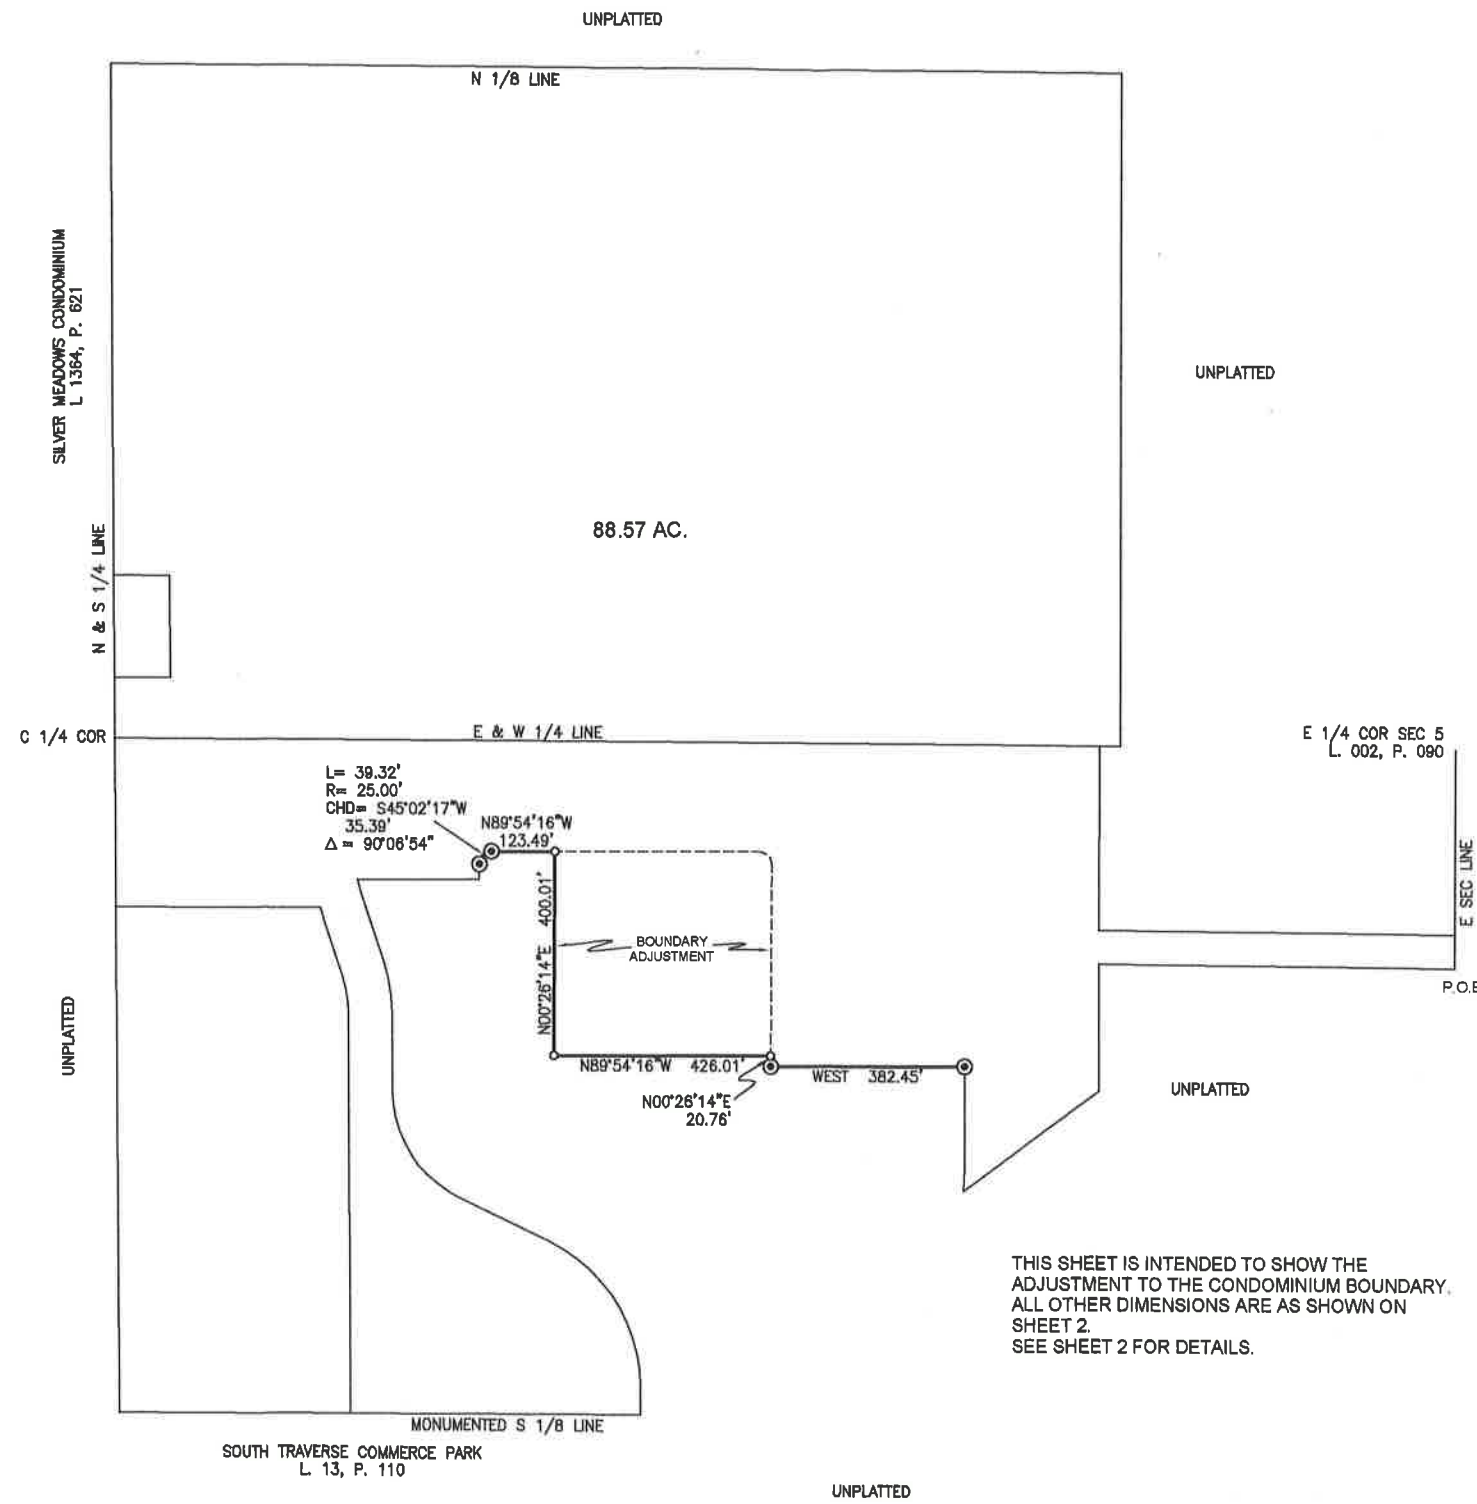 UNPLATTED
N 1/8 LINE
SILVER MEADOWS CONDOMINIUM
L 1364, P. 621
UNPLATTED
88.57 AC.
N & S 1/4 LINE
C 1/4 COR
E & W 1/4 LINE
E 1/4 COR SEC 5
L. 002, P. 090
L= 39.32'
R= 25.00'
CHD= S45°02'17"W
35.39'
Δ = 90°06'54"
N89°54'16"W
123.49'
E SEC LINE
N00°26'14"E 400.01'
BOUNDARY
ADJUSTMENT
P.O.B
UNPLATTED
N89°54'16"W 426.01'
WEST 382.45'
UNPLATTED
N00°26'14"E
20.76'
THIS SHEET IS INTENDED TO SHOW THE
ADJUSTMENT TO THE CONDOMINIUM BOUNDARY.
ALL OTHER DIMENSIONS ARE AS SHOWN ON
SHEET 2.
SEE SHEET 2 FOR DETAILS.
MONUMENTED S 1/8 LINE
SOUTH TRAVERSE COMMERCE PARK
L. 13, P. 110
UNPLATTED